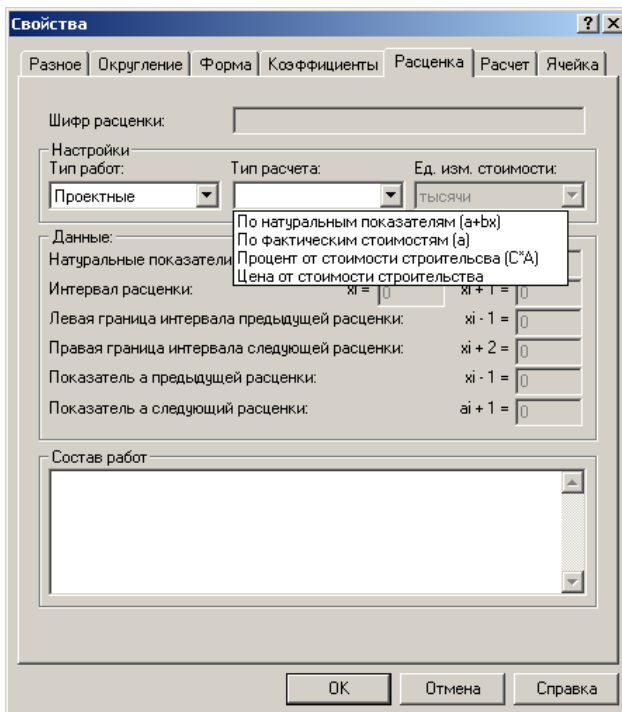 Свойства
Разное Округление Форма Коэффициенты Расценка Расчет Ячейка
Шифр расценки:
Настройки
Тип работ: Тип расчета: Ед. изм. стоимости:
Проектные тысячи
По натуральным показателям (a+bx)
По фактическим стоимостям (a)
Процент от стоимости строительсва (C*A)
Цена от стоимости строительства
Данные:
Натуральные показатели
Интервал расценки: xi = 0 xi + 1 = 0
Левая граница интервала предыдущей расценки: xi - 1 = 0
Правая граница интервала следующей расценки: xi + 2 = 0
Показатель а предыдущей расценки: xi - 1 = 0
Показатель а следующий расценки: ai + 1 = 0
Состав работ
OK Отмена Справка